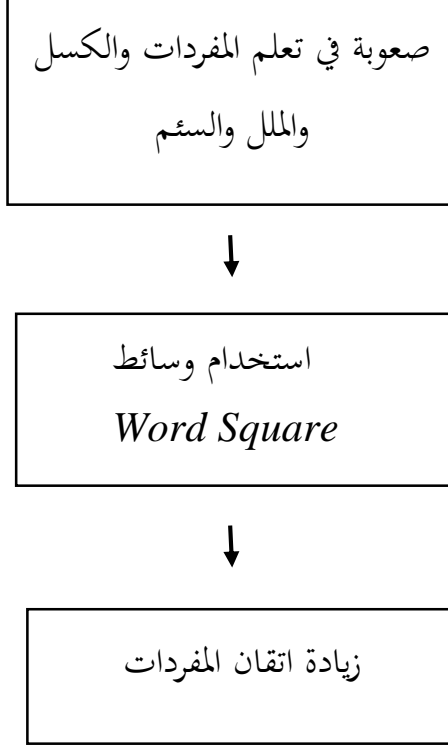 صعوبة في تعلم المفردات والكسل
والملل والسئم
استخدام وسائط
Word Square
زيادة اتقان المفردات